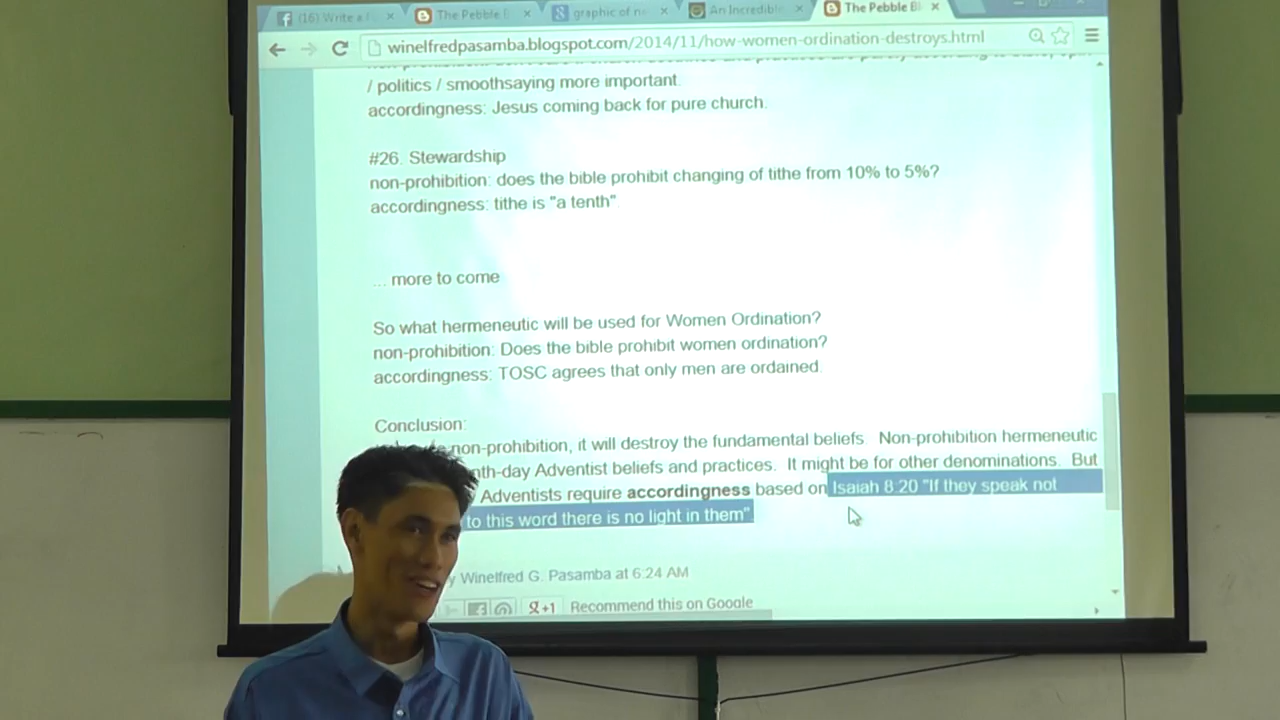 (16) Write a
The Pebble B
graphic of n
An Incredible
The Pebble Bl
winelfredpasamba.blogspot.com/2014/11/how-women-ordination-destroys.html
/ politics / smoothsaying more important.
accordingness: Jesus coming back for pure church.
#26. Stewardship
non-prohibition: does the bible prohibit changing of tithe from 10% to 5%?
accordingness: tithe is "a tenth"
... more to come
So what hermeneutic will be used for Women Ordination?
non-prohibition: Does the bible prohibit women ordination?
accordingness: TOSC agrees that only men are ordained.
Conclusion:
non-prohibition, it will destroy the fundamental beliefs. Non-prohibition hermeneutic
nth-day Adventist beliefs and practices. It might be for other denominations. But
Adventists require accordingness based on Isaiah 8:20 "If they speak not
to this word there is no light in them"
y Winelfred G. Pasamba at 6:24 AM
+1 Recommend this on Google